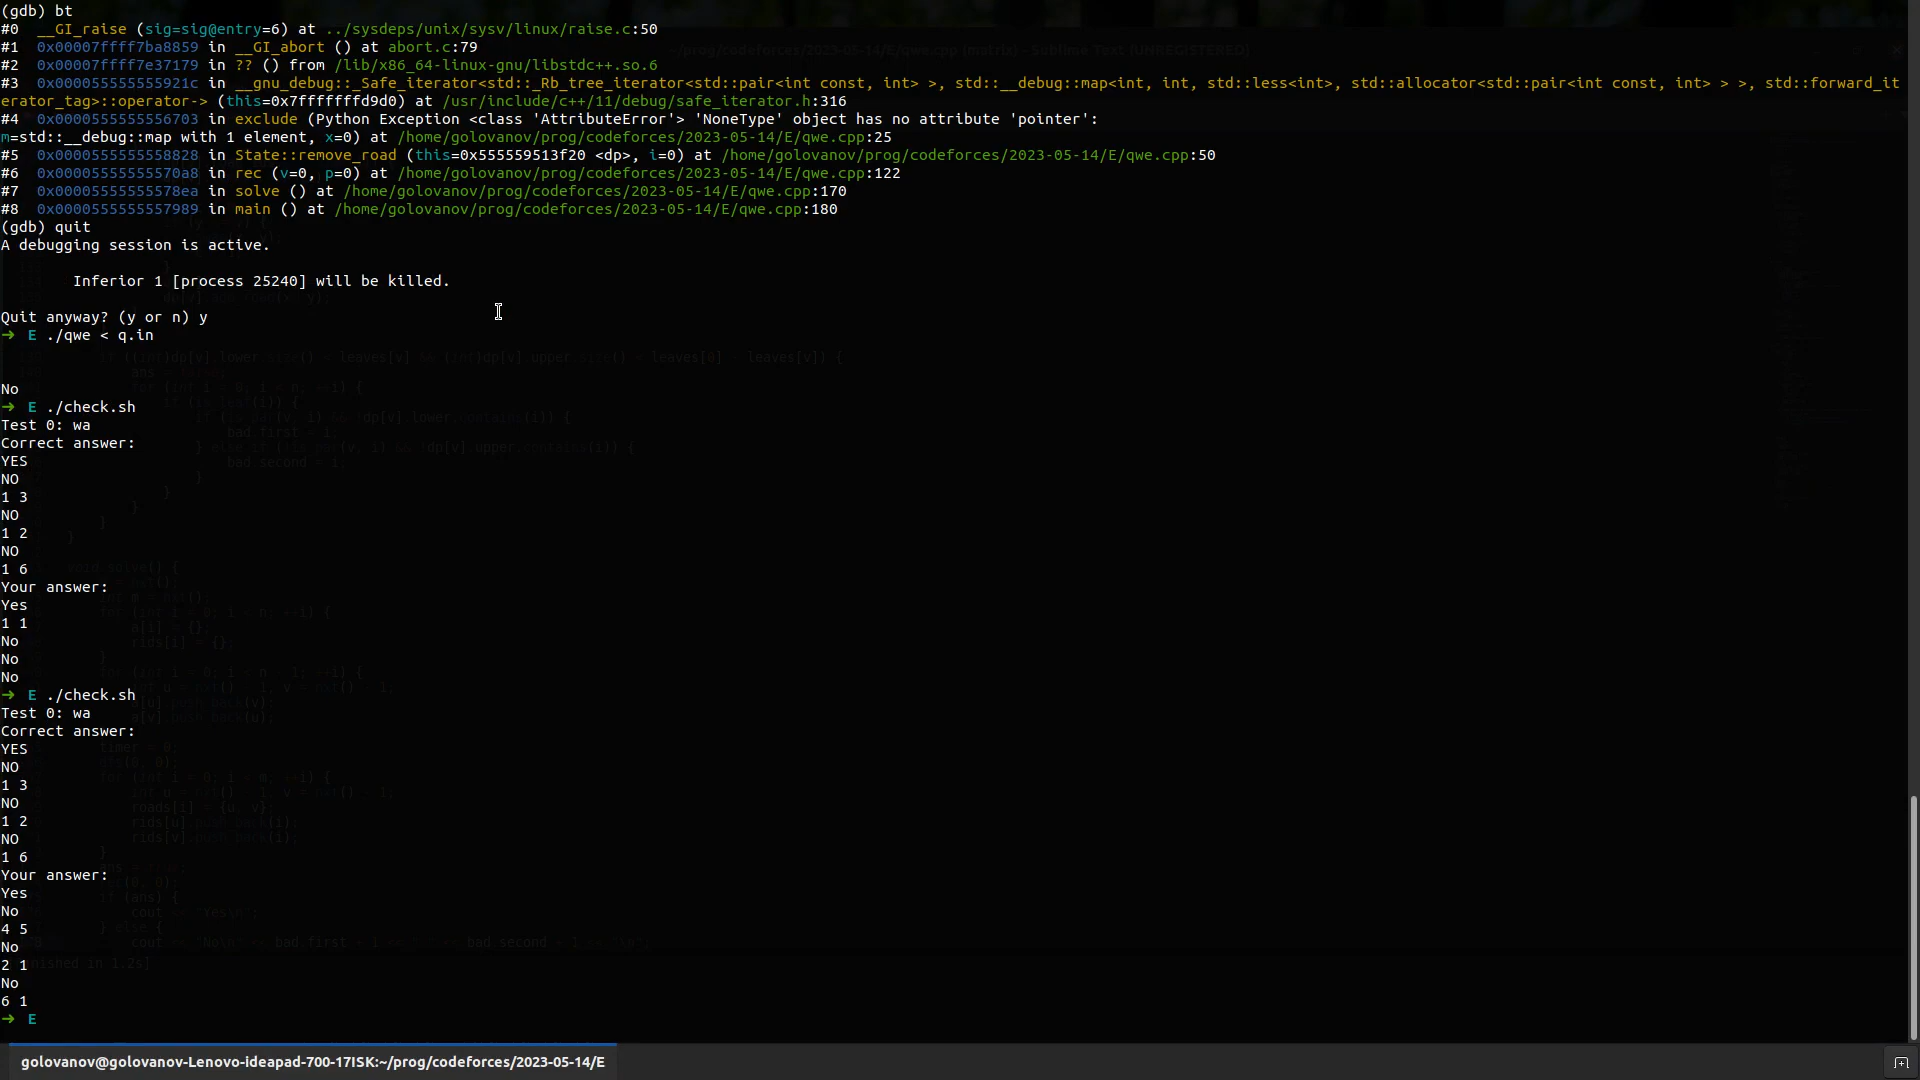 (gdb) bt
#0  __GI_raise (sig=sig@entry=6) at ../sysdeps/unix/sysv/linux/raise.c:50
#1  0x00007ffff7ba8859 in __GI_abort () at abort.c:79
#2  0x00007ffff7e37179 in ?? () from /lib/x86_64-linux-gnu/libstdc++.so.6
#3  0x000055555555921c in __gnu_debug::_Safe_iterator<std::_Rb_tree_iterator<std::pair<int const, int> >, std::__debug::map<int, int, std::less<int>, std::allocator<std::pair<int const, int> > >, std::forward_it
erator_tag>::operator-> (this=0x7fffffffd9d0) at /usr/include/c++/11/debug/safe_iterator.h:316
#4  0x0000555555556703 in exclude (Python Exception <class 'AttributeError'> 'NoneType' object has no attribute 'pointer':
m=std::__debug::map with 1 element, x=0) at /home/golovanov/prog/codeforces/2023-05-14/E/qwe.cpp:25
#5  0x0000555555558828 in State::remove_road (this=0x555559513f20 <dp>, i=0) at /home/golovanov/prog/codeforces/2023-05-14/E/qwe.cpp:50
#6  0x00005555555570a8 in rec (v=0, p=0) at /home/golovanov/prog/codeforces/2023-05-14/E/qwe.cpp:122
#7  0x00005555555578ea in solve () at /home/golovanov/prog/codeforces/2023-05-14/E/qwe.cpp:170
#8  0x0000555555557989 in main () at /home/golovanov/prog/codeforces/2023-05-14/E/qwe.cpp:180
(gdb) quit
A debugging session is active.
Inferior 1 [process 25240] will be killed.
Quit anyway? (y or n) y
➜  E ./qwe < q.in
No
➜  E ./check.sh
Test 0: wa
Correct answer:
YES
NO
1 3
NO
1 2
NO
1 6
Your answer:
Yes
1 1
No
No
No
➜  E ./check.sh
Test 0: wa
Correct answer:
YES
NO
1 3
NO
1 2
NO
1 6
Your answer:
Yes
No
4 5
No
2 1
No
6 1
➜  E
golovanov@golovanov-Lenovo-ideapad-700-17ISK:~/prog/codeforces/2023-05-14/E